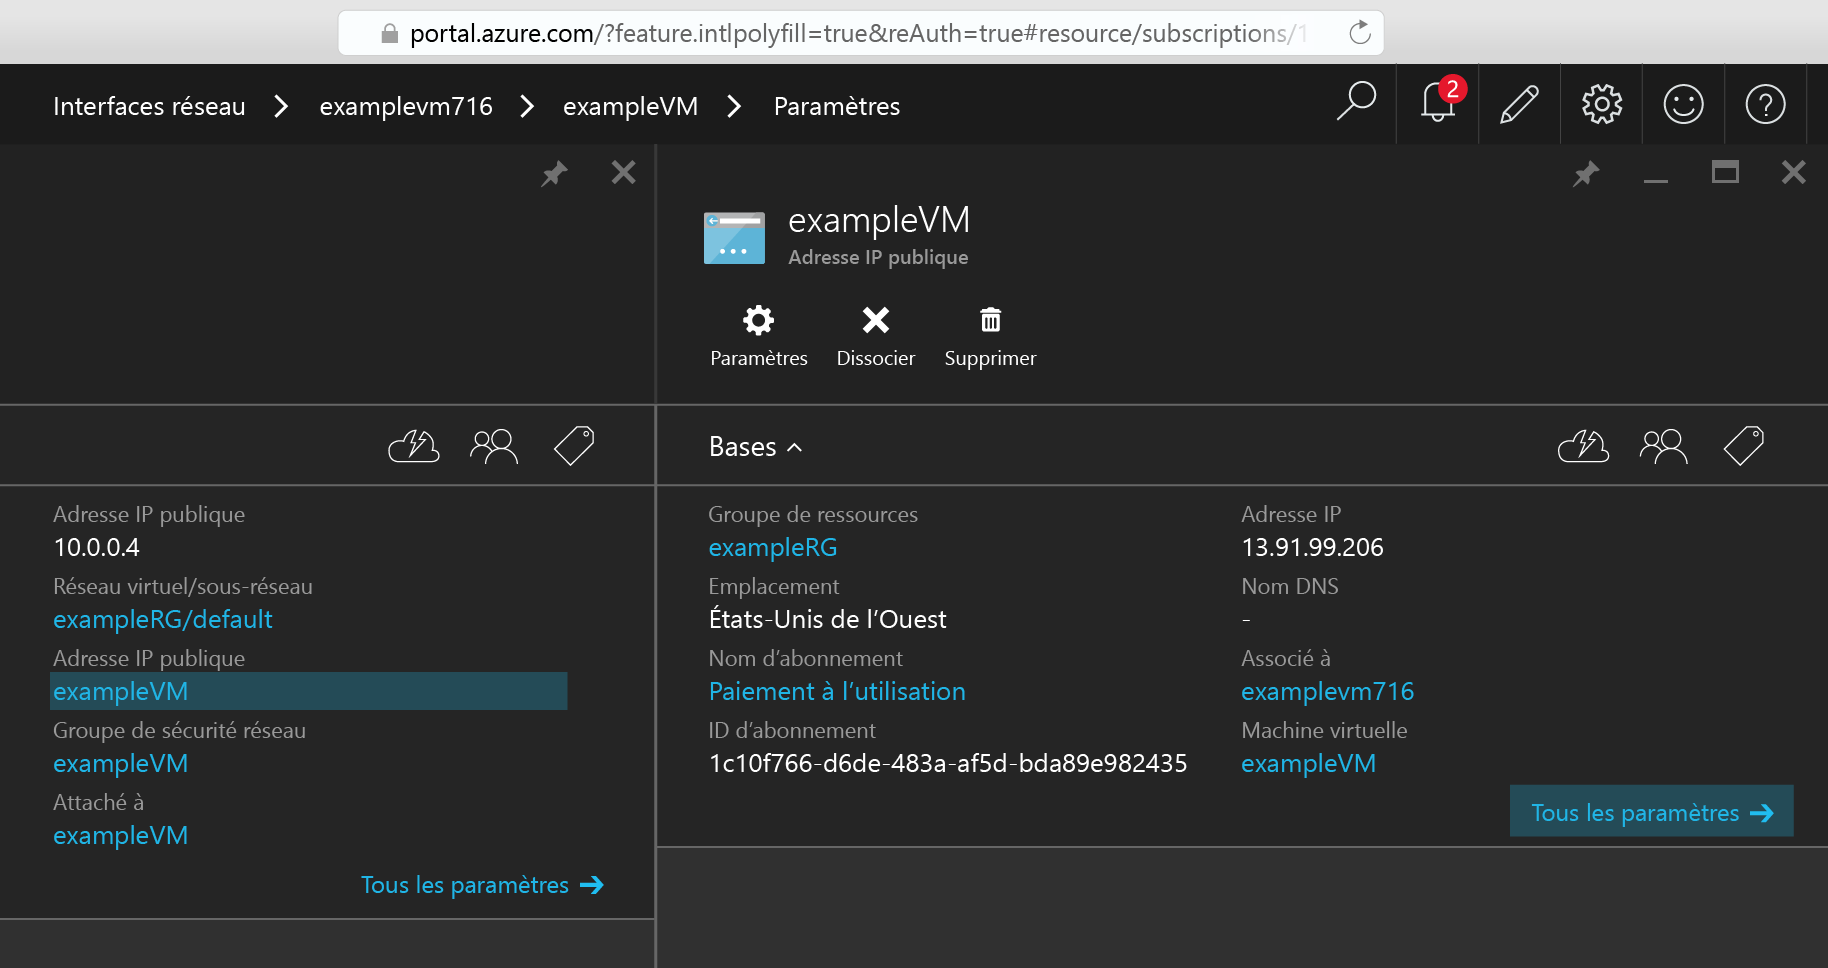 portal.azure.com/?feature.intlpolyfill=true&reAuth=true#resource/subscriptions/1
Interfaces réseau > examplevm716 > exampleVM > Paramètres
2
?
exampleVM
Adresse IP publique
Paramètres Dissocier Supprimer
Adresse IP publique
10.0.0.4
Réseau virtuel/sous-réseau
exampleRG/default
Adresse IP publique
exampleVM
Groupe de sécurité réseau
exampleVM
Attaché à
exampleVM
Tous les paramètres →
Bases
Groupe de ressources
exampleRG
Emplacement
États-Unis de l’Ouest
Nom d’abonnement
Paiement à l’utilisation
ID d’abonnement
1c10f766-d6de-483a-af5d-bda89e982435
Adresse IP
13.91.99.206
Nom DNS
-
Associé à
examplevm716
Machine virtuelle
exampleVM
Tous les paramètres →